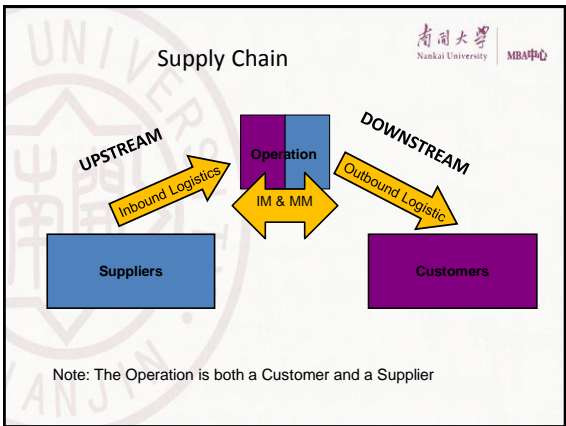 Supply Chain
南開大學
Nankai University
MBA中心
UPSTREAM
DOWNSTREAM
Operation
Inbound Logistics
IM & MM
Outbound Logistic
Suppliers
Customers
Note: The Operation is both a Customer and a Supplier